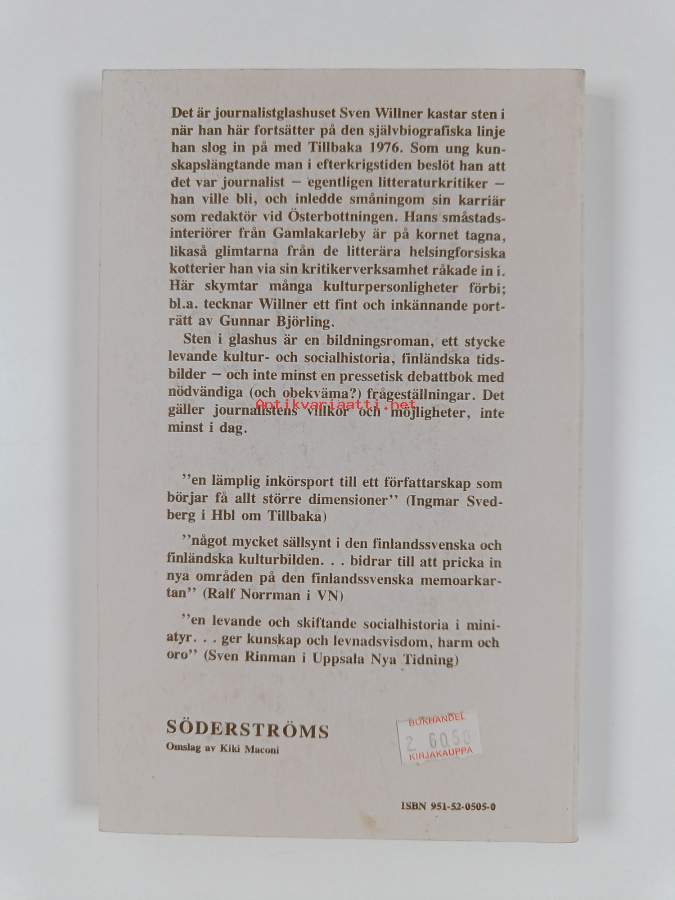 Det är journalistglashuset Sven Willner kastar sten i
när han här fortsätter på den självbiografiska linje
han slog in på med Tillbaka 1976. Som ung kun-
skapslängtande man i efterkrigstiden beslöt han att
det var journalist — egentligen litteraturkritiker —
han ville bli, och inledde småningom sin karriär
som redaktör vid Österbottningen. Hans småstads-
interiörer från Gamlakarleby är på kornet tagna,
likaså glimtarna från de litterära helsingforsiska
kotterier han via sin kritikerverksamhet råkade in i.
Här skymtar många kulturpersonligheter förbi;
bl.a. tecknar Willner ett fint och inkännande port-
rätt av Gunnar Björling.
Sten i glashus är en bildningsroman, ett stycke
levande kultur- och socialhistoria, finländska tids-
bilder — och inte minst en pressetisk debattbok med
nödvändiga (och obekväma?) frågeställningar. Det
gäller journalistens villkor och möjligheter, inte
minst i dag.
Antikvariaatti.net
''en lämplig inkörsport till ett författarskap som
börjar få allt större dimensioner'' (Ingmar Sved-
berg i Hbl om Tillbaka)
''något mycket sällsynt i den finlandssvenska och
finländska kulturbilden. . . bidrar till att pricka in
nya områden på den finlandssvenska memoarkar-
tan'' (Ralf Norrman i VN)
''en levande och skiftande socialhistoria i mini-
atyr. . . ger kunskap och levnadsvisdom, harm och
oro'' (Sven Rinman i Uppsala Nya Tidning)
SÖDERSTRÖMS
Omslag av Kiki Maconi
BOKHANDEL
2 60.50
KIRJAKAUPPA
ISBN 951-52-0505-0